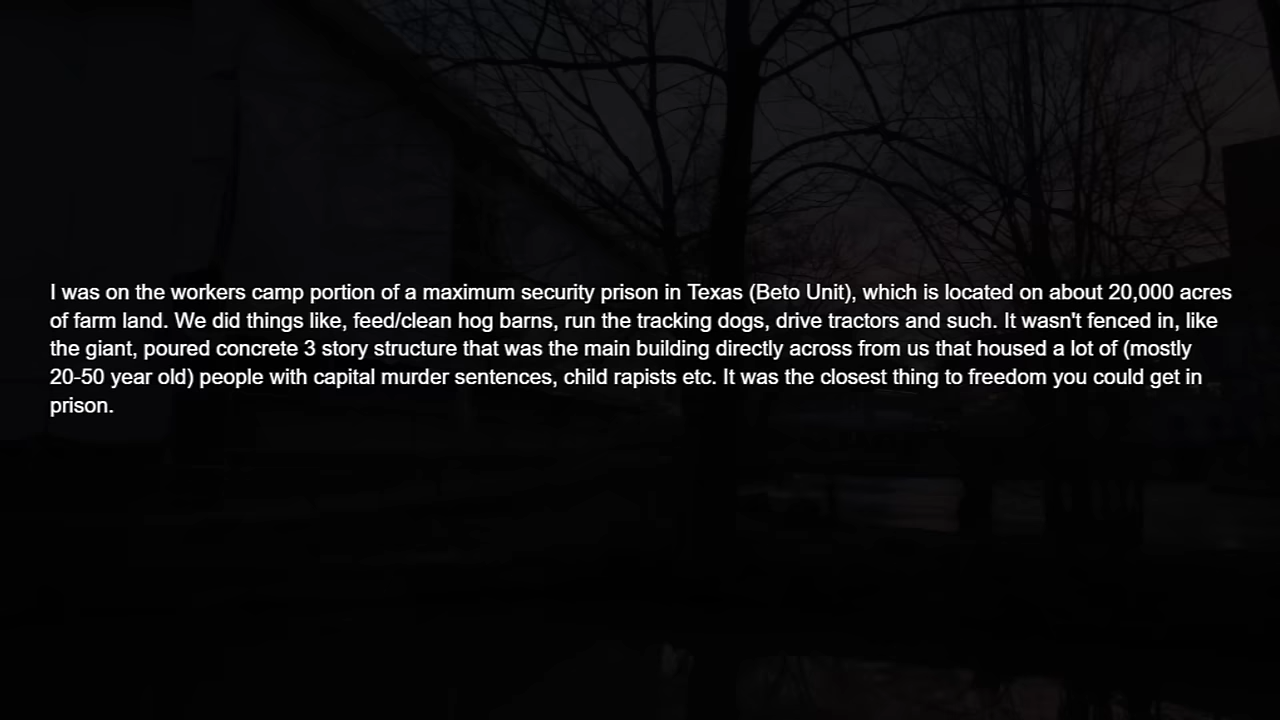 I was on the workers camp portion of a maximum security prison in Texas (Beto Unit), which is located on about 20,000 acres
of farm land. We did things like, feed/clean hog barns, run the tracking dogs, drive tractors and such. It wasn't fenced in, like
the giant, poured concrete 3 story structure that was the main building directly across from us that housed a lot of (mostly
20-50 year old) people with capital murder sentences, child rapists etc. It was the closest thing to freedom you could get in
prison.